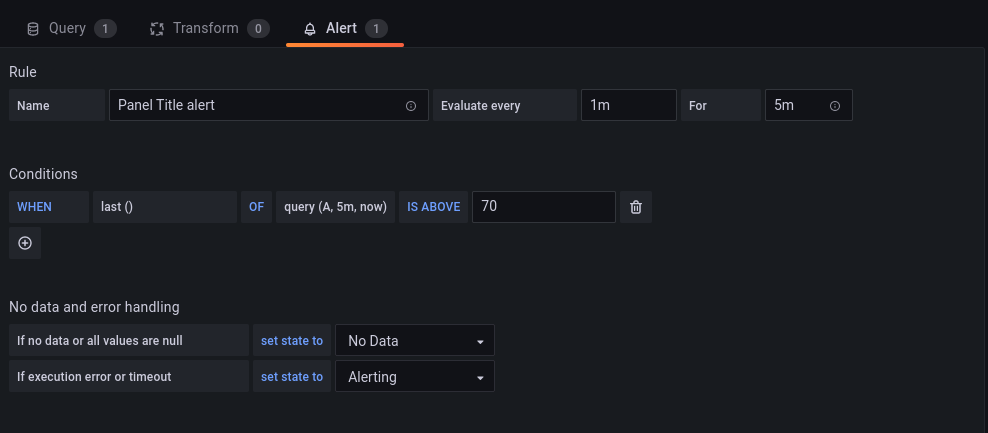 Query 1 Transform 0 Alert 1
Rule
Name Panel Title alert Evaluate every 1m For 5m
Conditions
WHEN last () OF query (A, 5m, now) IS ABOVE 70
No data and error handling
If no data or all values are null set state to No Data
If execution error or timeout set state to Alerting